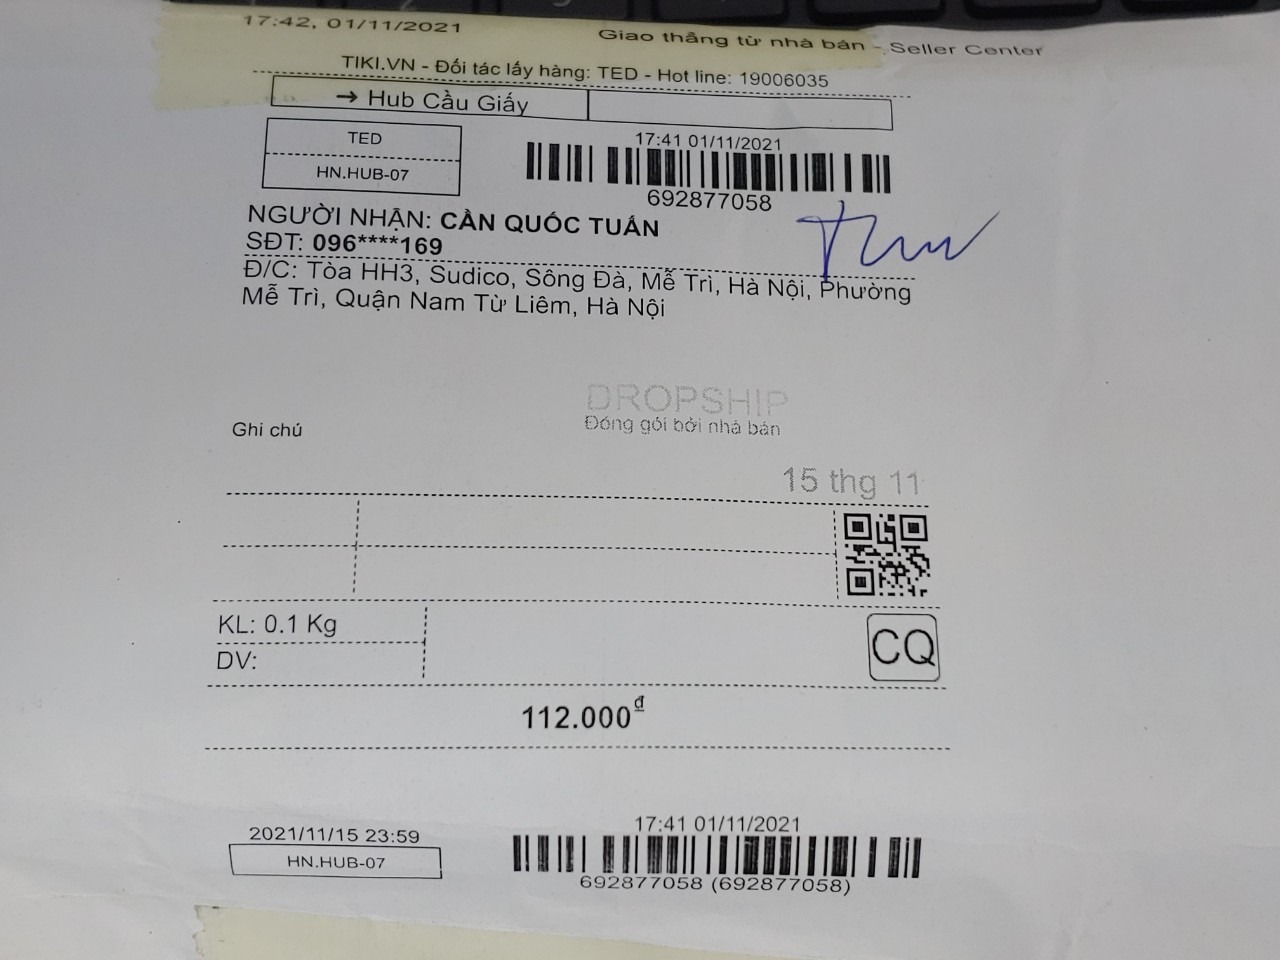 17:42, 01/11/2021
Giao thẳng từ nhà bán - Seller Center
TIKI.VN - Đối tác lấy hàng: TED - Hot line: 19006035
→ Hub Cầu Giấy
TED
HN.HUB-07
17:41 01/11/2021
692877058
NGƯỜI NHẬN: CẦN QUỐC TUẤN
SĐT: 096****169
Đ/C: Tòa HH3, Sudico, Sông Đà, Mễ Trì, Hà Nội, Phường
Mễ Trì, Quận Nam Từ Liêm, Hà Nội
DROPSHIP
Đóng gói bởi nhà bán
Ghi chú
15 thg 11
KL: 0.1 Kg
DV:
CQ
112.000đ
2021/11/15 23:59
HN.HUB-07
17:41 01/11/2021
692877058 (692877058)